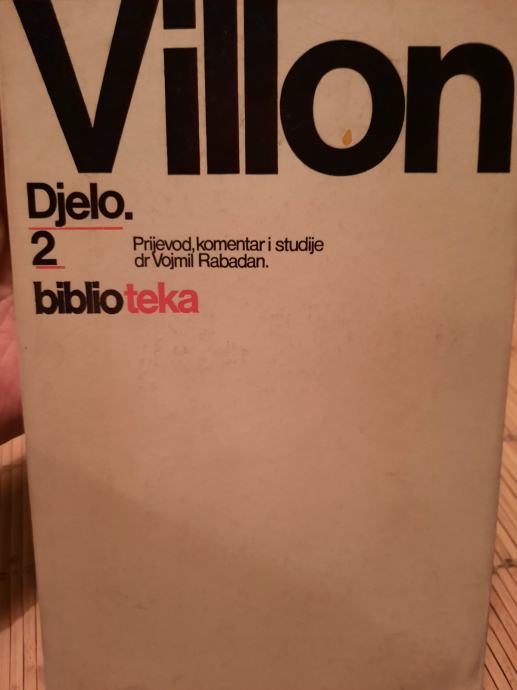 Villon
Djelo.
2
Prijevod, komentar i studije
dr Vojmil Rabadan.
biblioteka